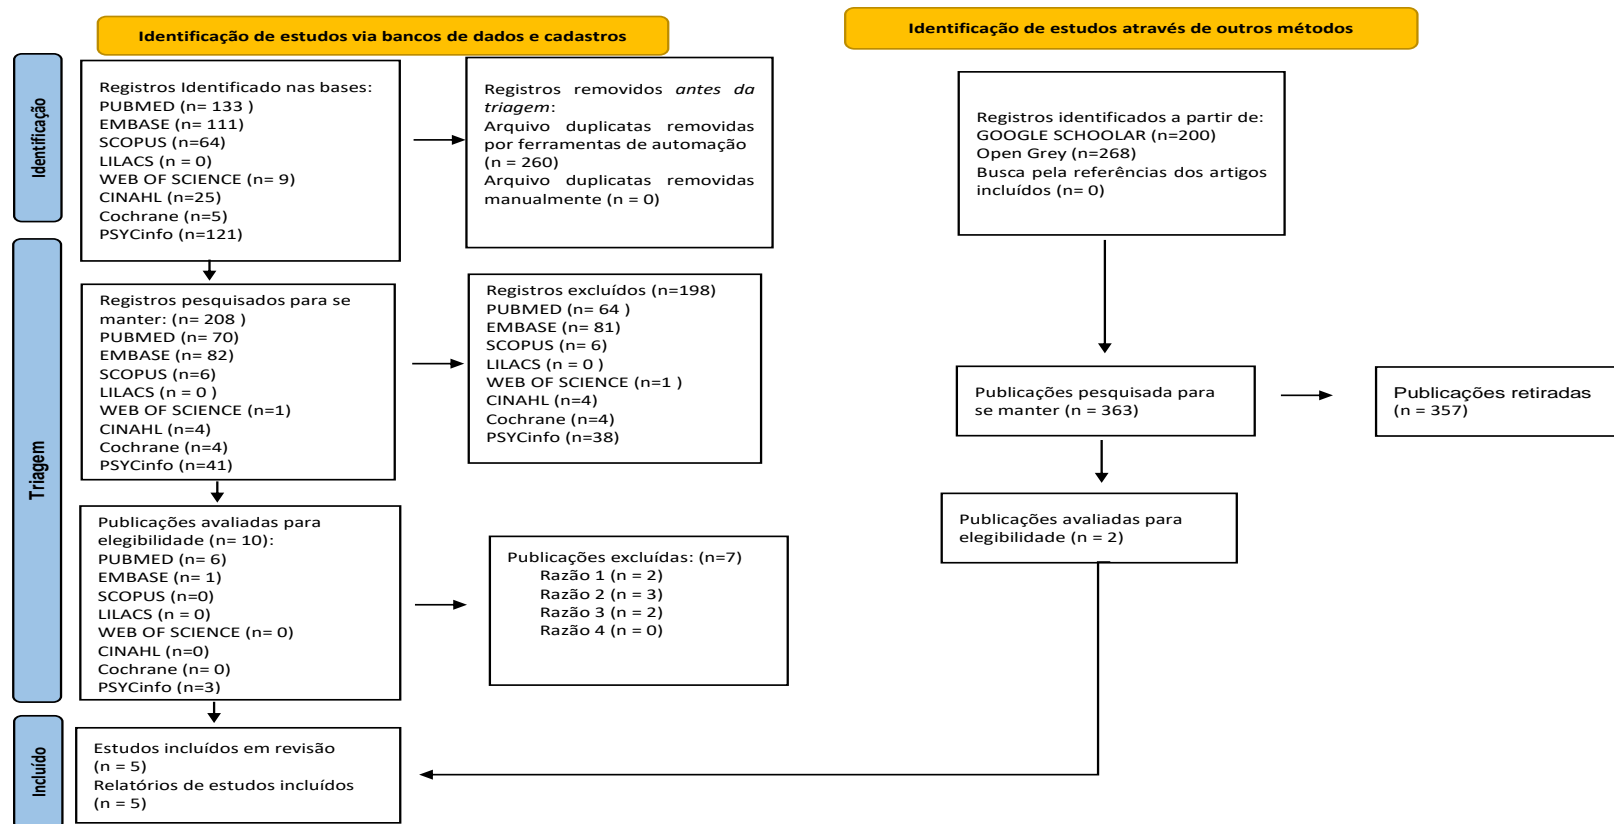 Identificação de estudos via bancos de dados e cadastros
Identificação de estudos através de outros métodos
Identificação
Registros Identificado nas bases:
PUBMED (n= 133 )
EMBASE (n= 111)
SCOPUS (n=64)
LILACS (n = 0)
WEB OF SCIENCE (n= 9)
CINAHL (n=25)
Cochrane (n=5)
PSYCinfo (n=121)
Registros removidos antes da
triagem:
Arquivo duplicatas removidas
por ferramentas de automação
(n = 260)
Arquivo duplicatas removidas
manualmente (n = 0)
Registros identificados a partir de:
GOOGLE SCHOOLAR (n=200)
Open Grey (n=268)
Busca pela referências dos artigos
incluídos (n= 0)
Triagem
Registros pesquisados para se
manter: (n= 208 )
PUBMED (n= 70)
EMBASE (n= 82)
SCOPUS (n=6)
LILACS (n = 0 )
WEB OF SCIENCE (n=1)
CINAHL (n=4)
Cochrane (n=4)
PSYCinfo (n=41)
Registros excluídos (n=198)
PUBMED (n= 64 )
EMBASE (n= 81)
SCOPUS (n= 6)
LILACS (n = 0 )
WEB OF SCIENCE (n=1 )
CINAHL (n=4)
Cochrane (n=4)
PSYCinfo (n=38)
Publicações pesquisada para
se manter (n = 363)
Publicações retiradas
(n = 357)
Publicações avaliadas para
elegibilidade (n= 10):
PUBMED (n= 6)
EMBASE (n= 1)
SCOPUS (n=0)
LILACS (n = 0)
WEB OF SCIENCE (n= 0)
CINAHL (n=0)
Cochrane (n= 0)
PSYCinfo (n=3)
Publicações excluídas: (n=7)
Razão 1 (n = 2)
Razão 2 (n = 3)
Razão 3 (n = 2)
Razão 4 (n = 0)
Publicações avaliadas para
elegibilidade (n = 2)
Incluído
Estudos incluídos em revisão
(n = 5)
Relatórios de estudos incluídos
(n = 5)